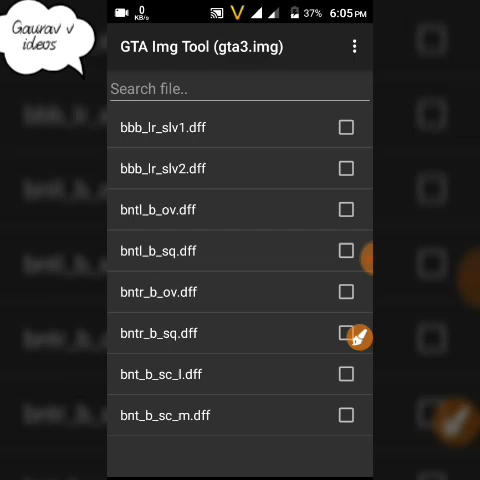 Gaurav v
ideos
0
KB/s
37% 6:05 PM
GTA Img Tool (gta3.img)
Search file..
bbb_lr_slv1.dff
bbb_lr_slv2.dff
bntl_b_ov.dff
bntl_b_sq.dff
bntr_b_ov.dff
bntr_b_sq.dff
bnt_b_sc_l.dff
bnt_b_sc_m.dff